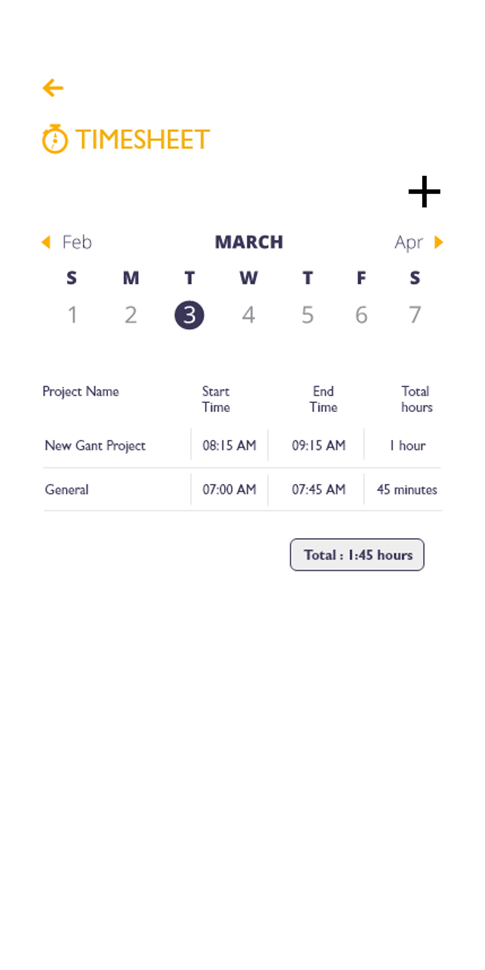 TIMESHEET
Feb MARCH Apr
S M T W T F S
1 2 3 4 5 6 7
Project Name Start Time End Time Total hours
New Gant Project 08:15 AM 09:15 AM 1 hour
General 07:00 AM 07:45 AM 45 minutes
Total : 1:45 hours